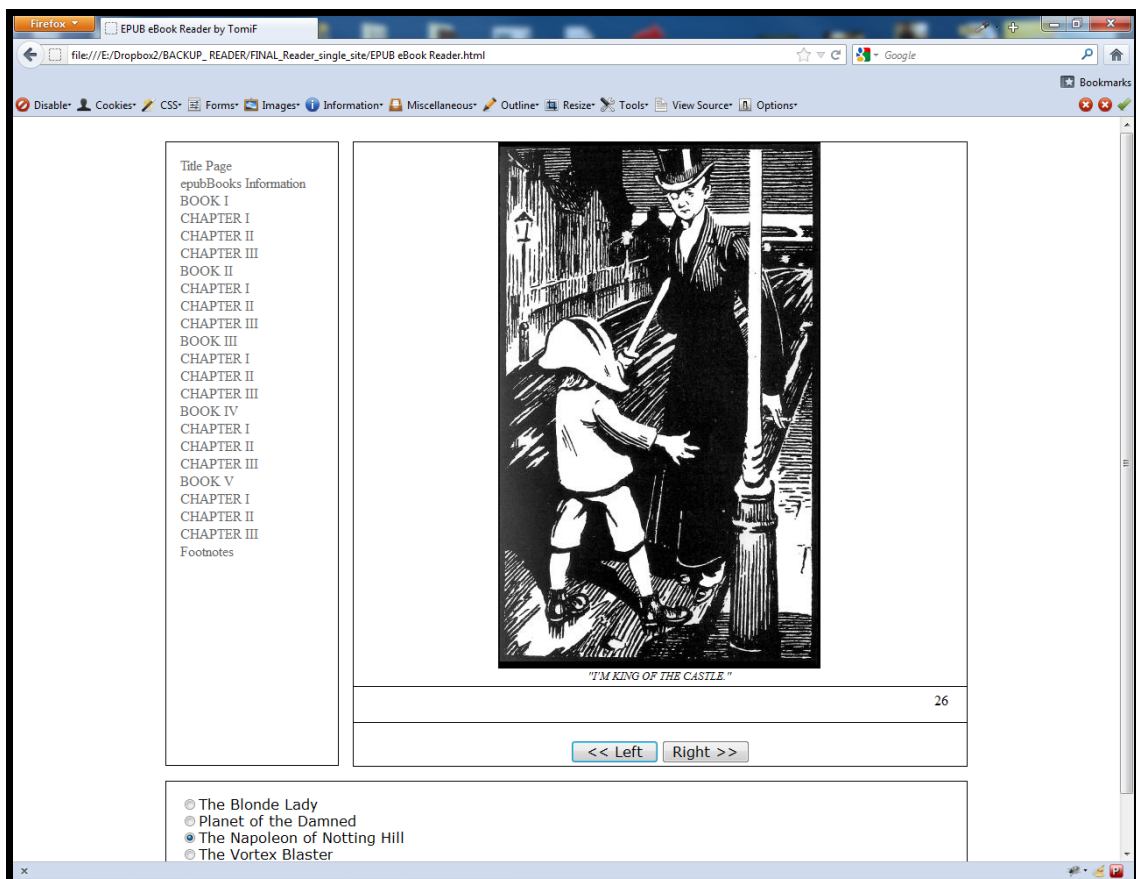 Firefox
EPUB eBook Reader by TomiF
file:///E:/Dropbox2/BACKUP_ READER/FINAL_Reader_single_site/EPUB eBook Reader.html
Google
Bookmarks
Disable Cookies CSS Forms Images Information Miscellaneous Outline Resize Tools View Source Options
Title Page
epubBooks Information
BOOK I
CHAPTER I
CHAPTER II
CHAPTER III
BOOK II
CHAPTER I
CHAPTER II
CHAPTER III
BOOK III
CHAPTER I
CHAPTER II
CHAPTER III
BOOK IV
CHAPTER I
CHAPTER II
CHAPTER III
BOOK V
CHAPTER I
CHAPTER II
CHAPTER III
Footnotes
"I'M KING OF THE CASTLE."
26
<< Left Right >>
The Blonde Lady
Planet of the Damned
The Napoleon of Notting Hill
The Vortex Blaster